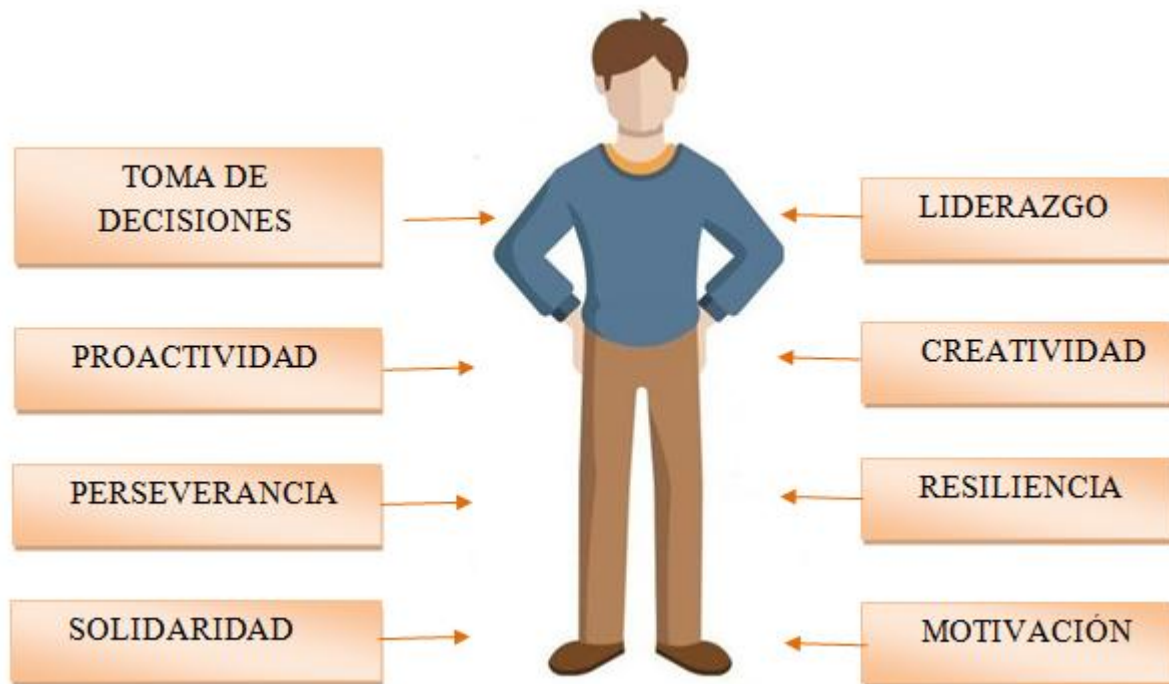 TOMA DE
DECISIONES
LIDERAZGO
PROACTIVIDAD
CREATIVIDAD
PERSEVERANCIA
RESILIENCIA
SOLIDARIDAD
MOTIVACIÓN